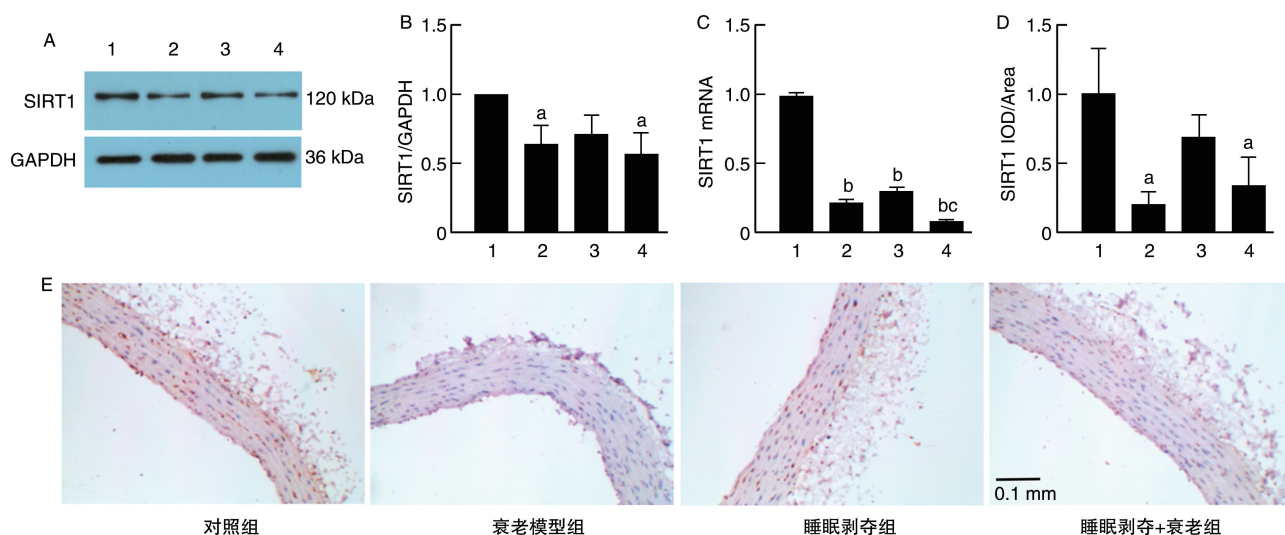 A
1 2 3 4
SIRT1
120 kDa
GAPDH
36 kDa
B
SIRT1/GAPDH
1.5
1.0
0.5
0
a
a
1 2 3 4
C
SIRT1 mRNA
1.5
1.0
0.5
0
b
b
bc
1 2 3 4
D
SIRT1 IOD/Area
1.5
1.0
0.5
0
a
a
1 2 3 4
E
0.1 mm
对照组
衰老模型组
睡眠剥夺组
睡眠剥夺+衰老组